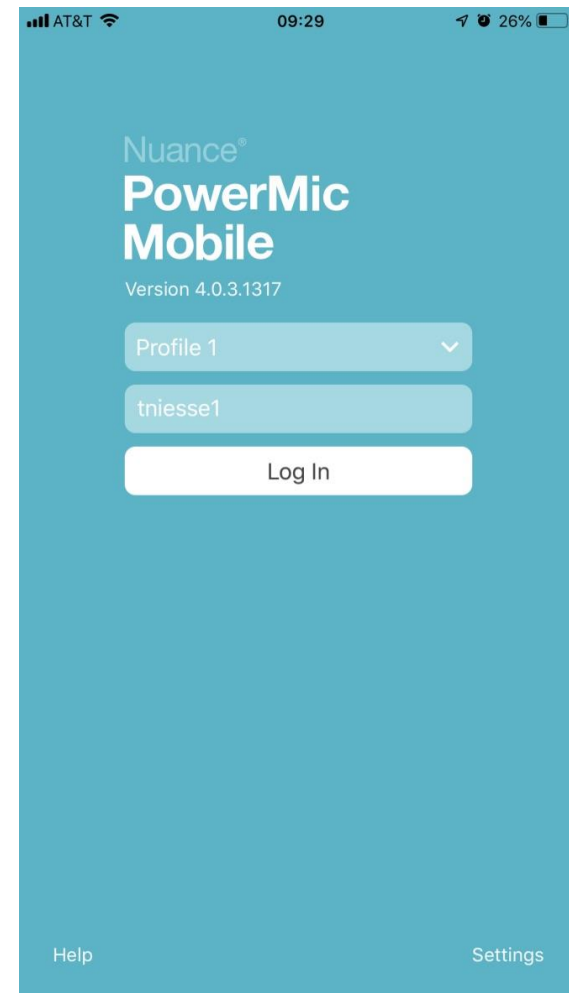 AT&T 09:29 26%
Nuance®
PowerMic
Mobile
Version 4.0.3.1317
Profile 1
tniesse1
Log In
Help Settings